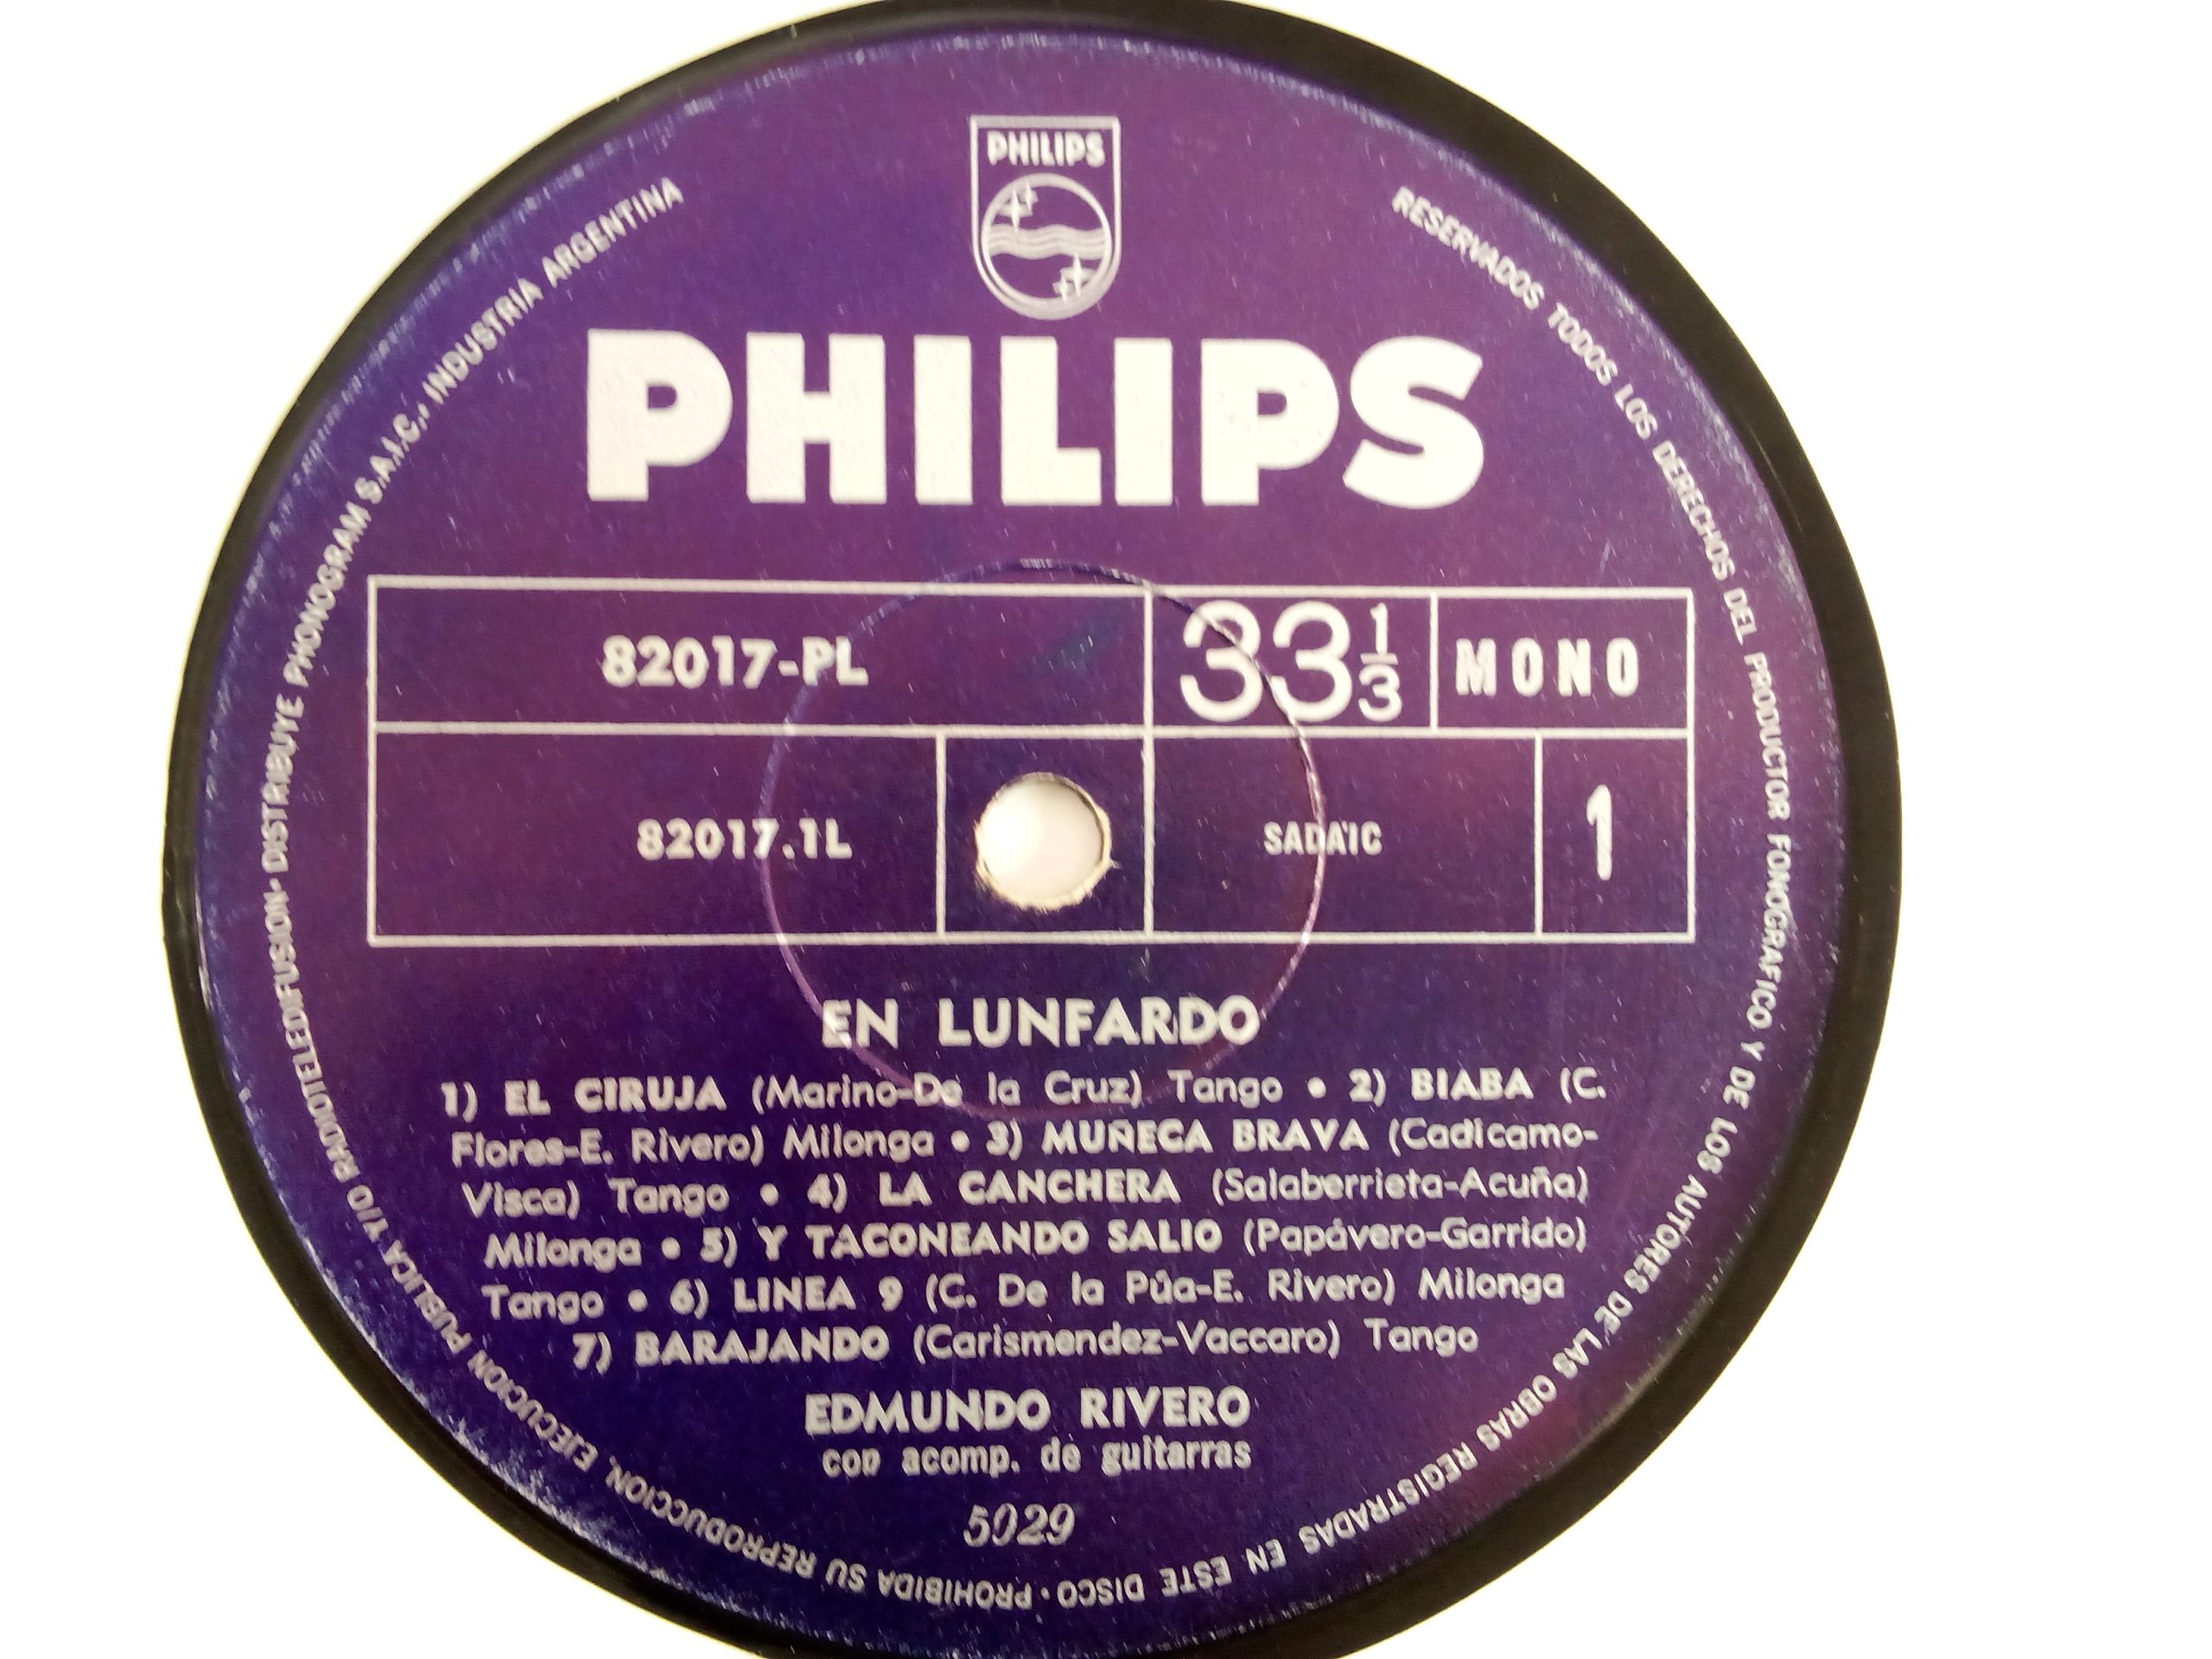 PHILIPS
PHILIPS
82017-PL
33 1/3
MONO
82017.1L
SADAIC
1
EN LUNFARDO
1) EL CIRUJA (Marino-De la Cruz) Tango • 2) BIABA (C.
Flores-E. Rivero) Milonga • 3) MUÑECA BRAVA (Cadicamo-
Visca) Tango • 4) LA CANCHERA (Salaberrieta-Acuña)
Milonga • 5) Y TACONEANDO SALIO (Papávero-Garrido)
Tango • 6) LINEA 9 (C. De la Púa-E. Rivero) Milonga
7) BARAJANDO (Carismendez-Vaccaro) Tango
EDMUNDO RIVERO
con acomp. de guitarras
5029
RESERVADOS TODOS LOS DERECHOS DEL PRODUCTOR FONOGRAFICO Y DE LOS AUTORES DE LAS OBRAS REGISTRADAS EN ESTE DISCO • PROHIBIDA SU REPRODUCCION, EJECUCION PUBLICA Y/O RADIOTELEDIFUSION • DISTRIBUYE PHONOGRAM S.A.I.C. • INDUSTRIA ARGENTINA